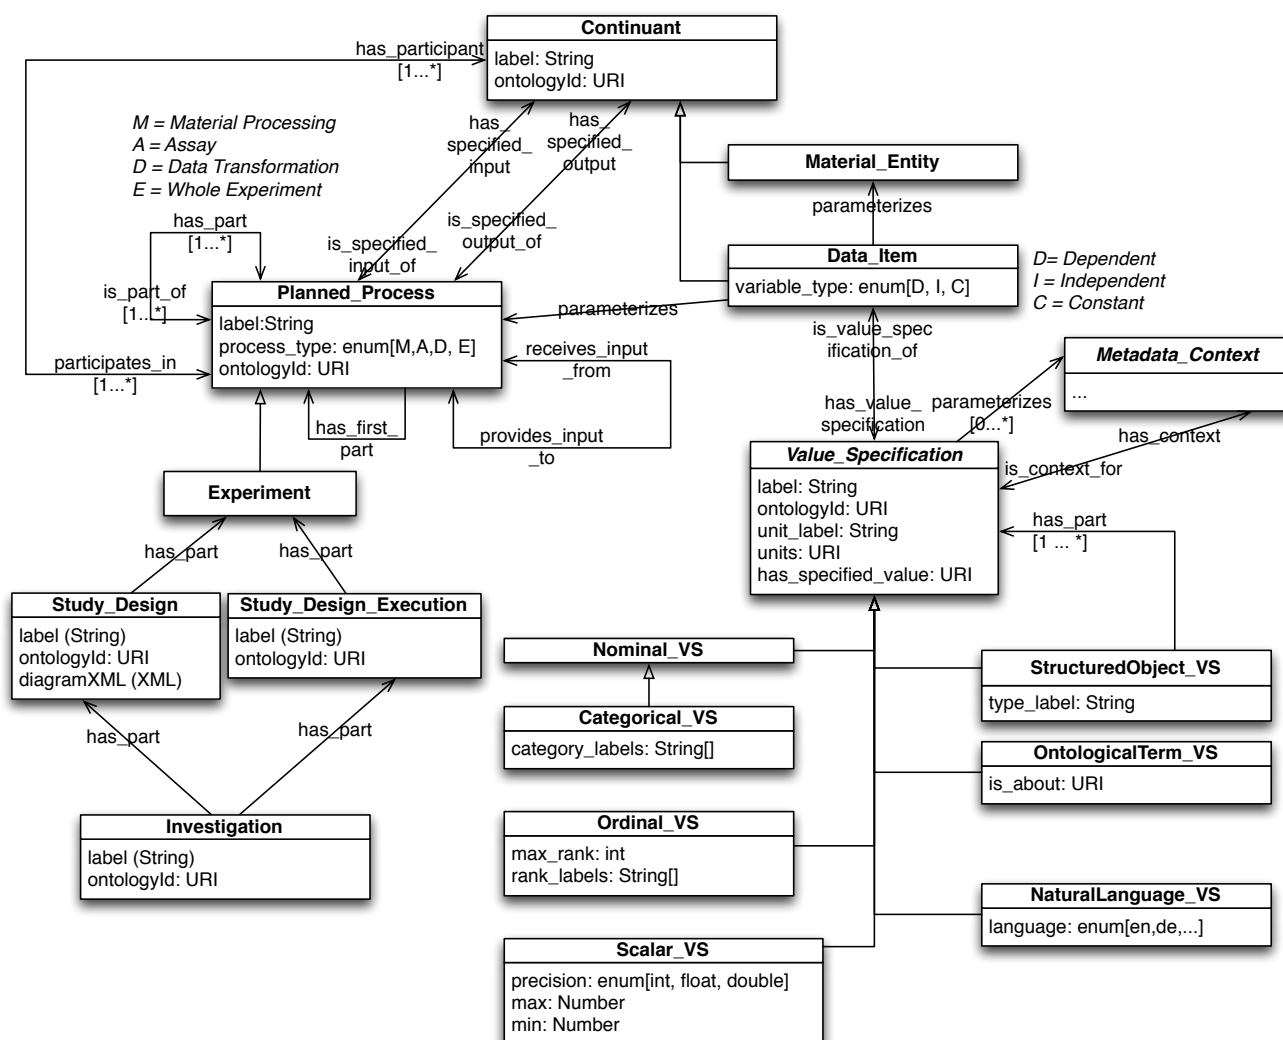 Continuant
label: String
ontologyId: URI
has_participant
[1...*]
M = Material Processing
A = Assay
D = Data Transformation
E = Whole Experiment
has_
specified_
input
has_
specified_
output
is_specified_
input_of
is_specified_
output_of
Material_Entity
parameterizes
Data_Item
variable_type: enum[D, I, C]
D= Dependent
I = Independent
C = Constant
has_part
[1...*]
is_part_of
[1...*]
Planned_Process
label:String
process_type: enum[M,A,D, E]
ontologyId: URI
parameterizes
participates_in
[1...*]
receives_input
_from
provides_input
_to
has_first_
part
is_value_spec
ification_of
has_value_
specification
parameterizes
[0...*]
Metadata_Context
...
has_context
is_context_for
Value_Specification
label: String
ontologyId: URI
unit_label: String
units: URI
has_specified_value: URI
has_part
[1 ... *]
Experiment
has_part
has_part
Study_Design
label (String)
ontologyId: URI
diagramXML (XML)
Study_Design_Execution
label (String)
ontologyId: URI
has_part
has_part
Investigation
label (String)
ontologyId: URI
Nominal_VS
Categorical_VS
category_labels: String[]
Ordinal_VS
max_rank: int
rank_labels: String[]
Scalar_VS
precision: enum[int, float, double]
max: Number
min: Number
StructuredObject_VS
type_label: String
OntologicalTerm_VS
is_about: URI
NaturalLanguage_VS
language: enum[en,de,...]